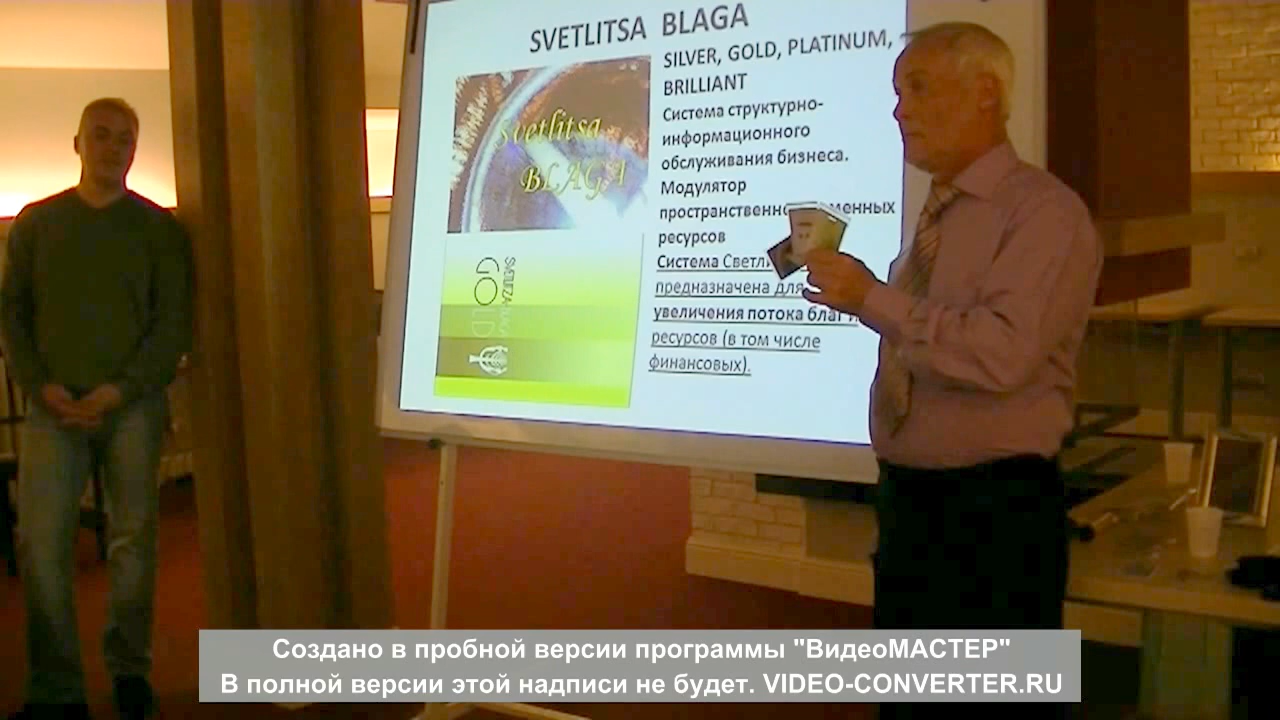 SVETLITSA BLAGA
SILVER, GOLD, PLATINUM,
BRILLIANT
Система структурно-
информационного
обслуживания бизнеса.
Модулятор
ресурсов
Система
предназначена для
увеличения потока благ и
ресурсов (в том числе
финансовых).
Svetlitsa
BLAGA
GOLD
Создано в пробной версии программы "ВидеоМАСТЕР"
В полной версии этой надписи не будет. VIDEO-CONVERTER.RU